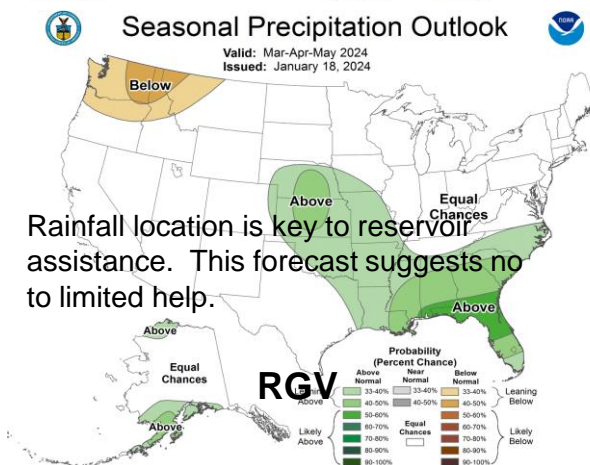 Seasonal Precipitation Outlook
Valid: Mar-Apr-May 2024
Issued: January 18, 2024
NOAA
Below
Above
Equal
Chances
Rainfall location is key to reservoir
assistance. This forecast suggests no
to limited help.
Above
Above
Equal
Chances
Above
RGV
Probability
(Percent Chance)
Above
Normal
Near
Normal
Below
Normal
Leaning
Above
33-40%
40-50%
50-60%
Likely
Above
60-70%
70-80%
80-90%
90-100%
33-40%
40-50%
Equal
Chances
33-40%
40-50%
Leaning
Below
50-60%
60-70%
Likely
Below
70-80%
80-90%
90-100%